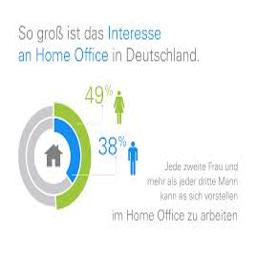 So groß ist das Interesse
an Home Office in Deutschland.
49%
38%
Jede zweite Frau und
mehr als jeder dritte Mann
kann es sich vorstellen
im Home Office zu arbeiten